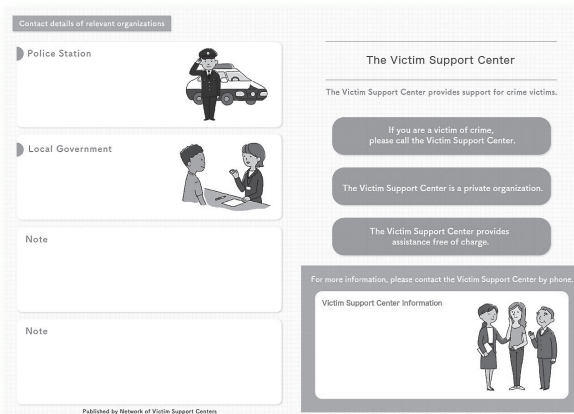 Contact details of relevant organizations
Police Station
Local Government
Note
Note
Published by Network of Victim Support Centers
The Victim Support Center
The Victim Support Center provides support for crime victims.
If you are a victim of crime,
please call the Victim Support Center.
The Victim Support Center is a private organization.
The Victim Support Center provides
assistance free of charge.
For more information, please contact the Victim Support Center by phone.
Victim Support Center Information